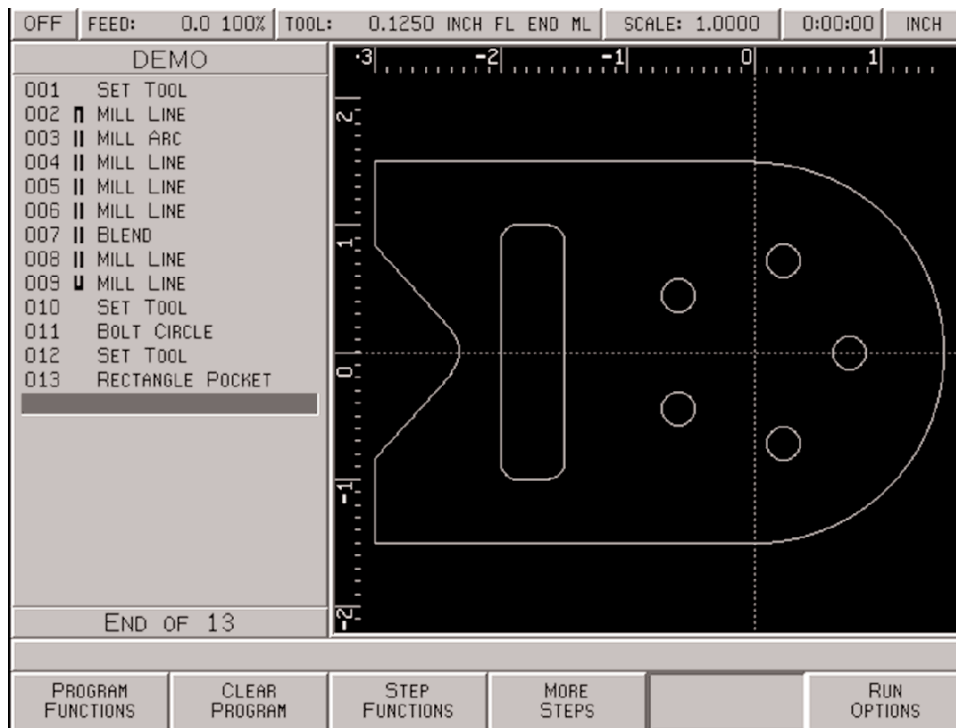 OFF FEED: 0.0 100% TOOL: 0.1250 INCH FL END ML SCALE: 1.0000 0:00:00 INCH
DEMO
001 SET TOOL
002 MILL LINE
003 MILL ARC
004 MILL LINE
005 MILL LINE
006 MILL LINE
007 BLEND
008 MILL LINE
009 MILL LINE
010 SET TOOL
011 BOLT CIRCLE
012 SET TOOL
013 RECTANGLE POCKET
END OF 13
-3 -2 -1 0 1
2
1
0
-1
-2
PROGRAM FUNCTIONS
CLEAR PROGRAM
STEP FUNCTIONS
MORE STEPS
RUN OPTIONS